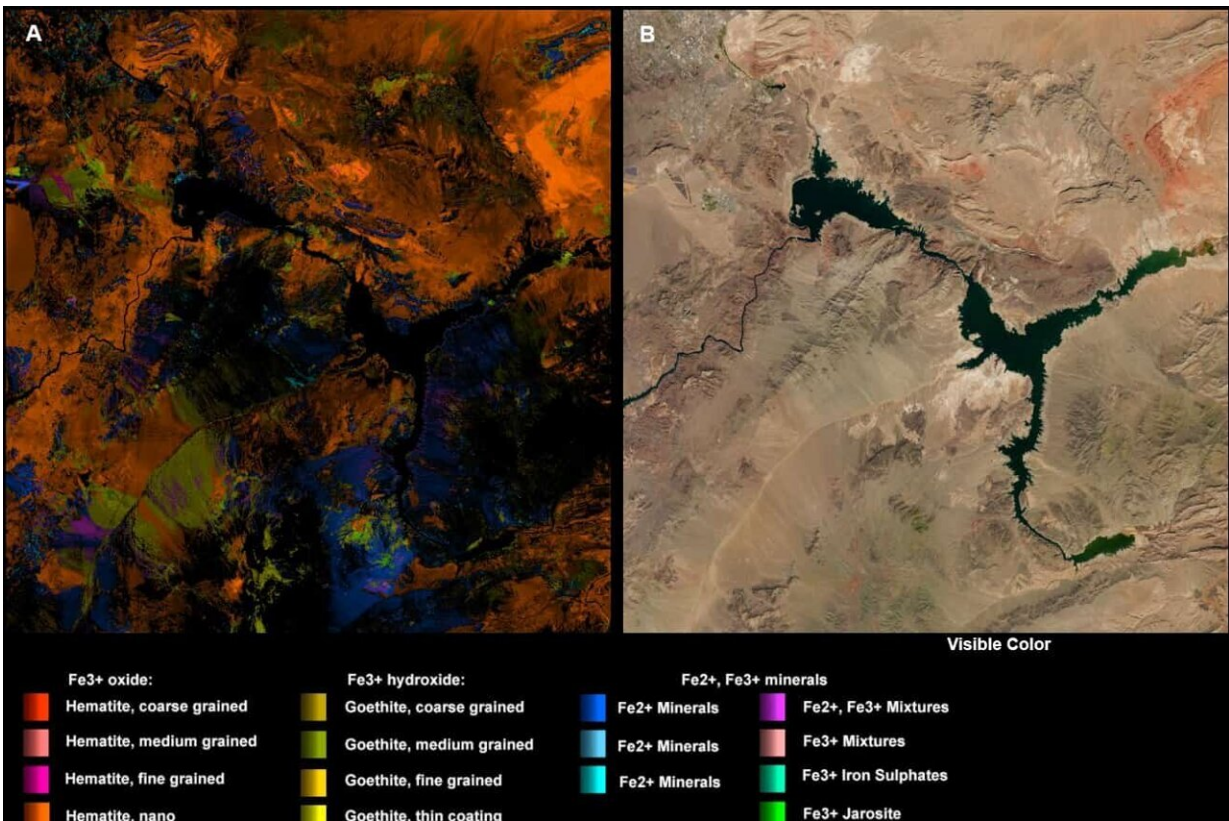 A
B
Visible Color
Fe3+ oxide:
Hematite, coarse grained
Hematite, medium grained
Hematite, fine grained
Hematite, nano
Fe3+ hydroxide:
Goethite, coarse grained
Goethite, medium grained
Goethite, fine grained
Goethite, thin coating
Fe2+, Fe3+ minerals
Fe2+ Minerals
Fe2+ Minerals
Fe2+ Minerals
Fe2+, Fe3+ Mixtures
Fe3+ Mixtures
Fe3+ Iron Sulphates
Fe3+ Jarosite